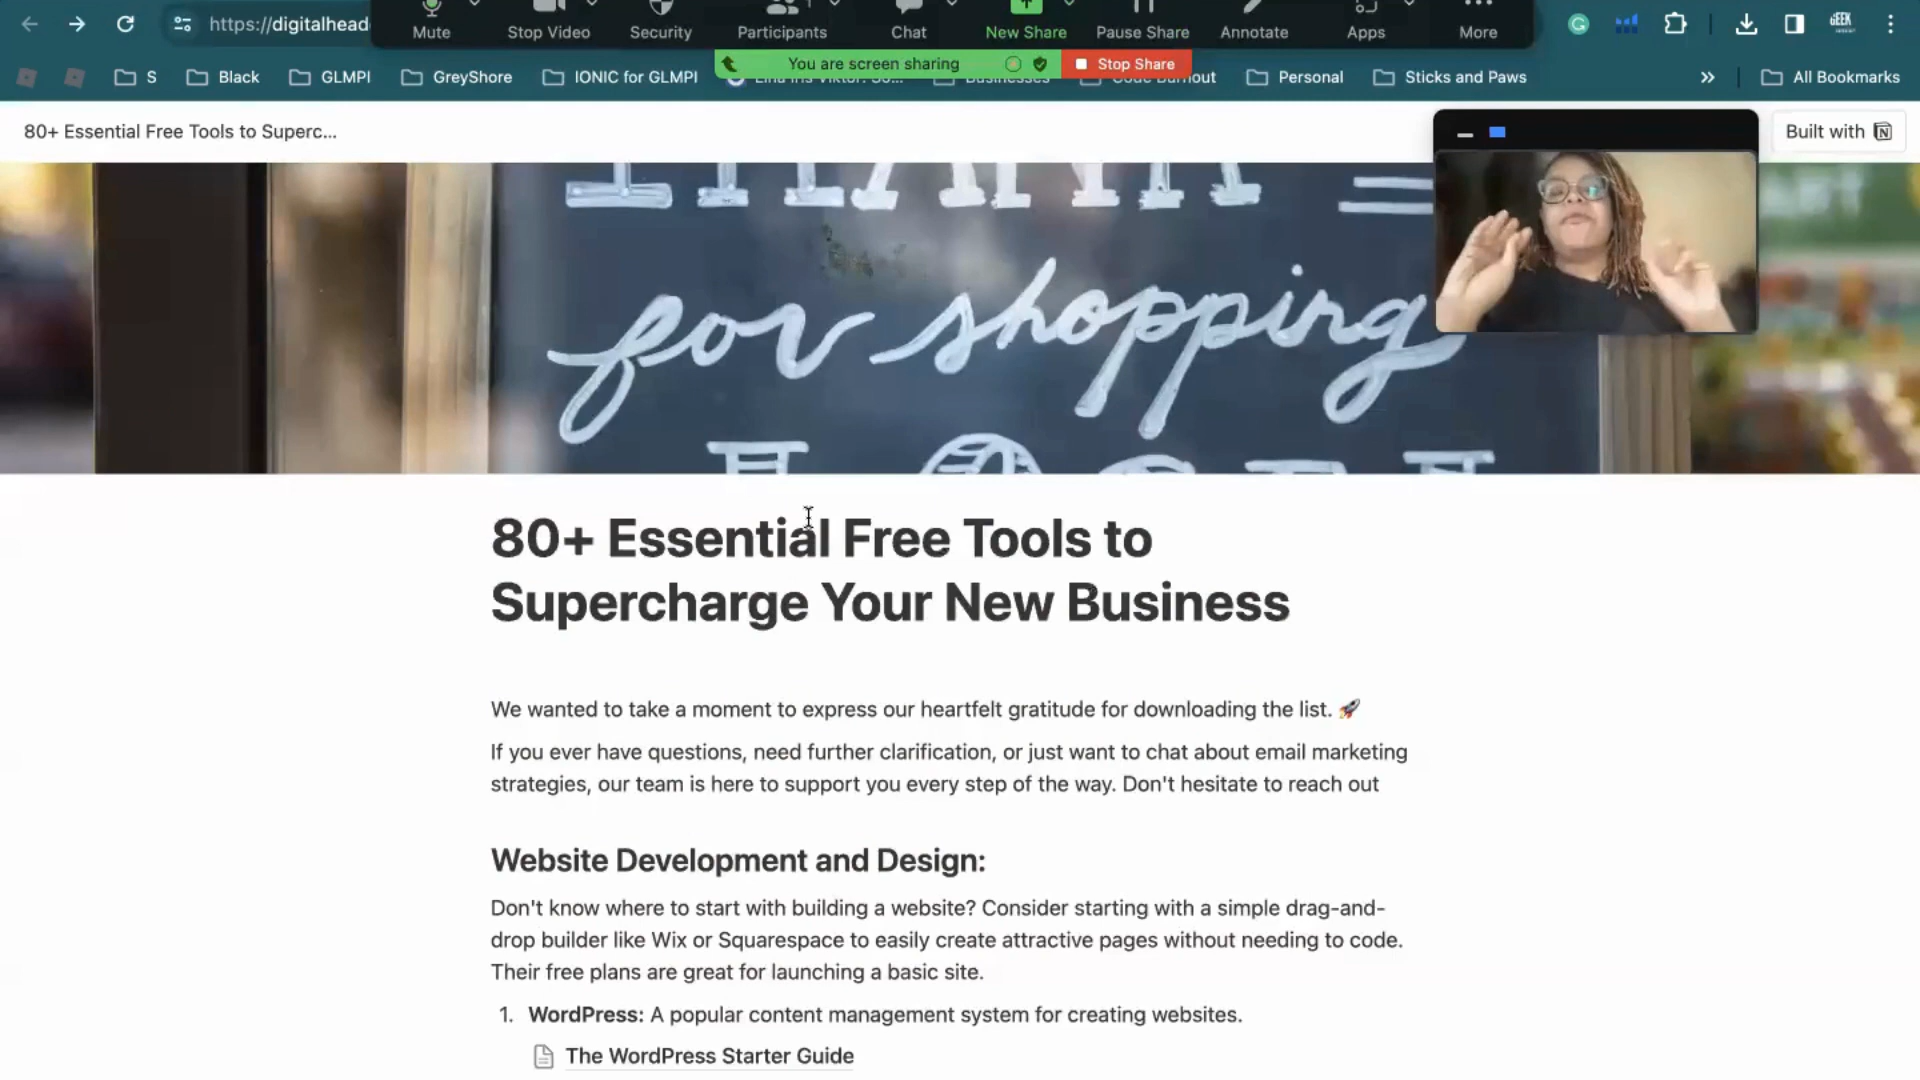 https://digitalhead
Mute
Stop Video
Security
Participants
1
Chat
New Share
Pause Share
Annotate
Apps
More
GEEK
You are screen sharing
Stop Share
S
Black
GLMPI
GreyShore
IONIC for GLMPI
Businesses
Code Burnout
Personal
Sticks and Paws
All Bookmarks
80+ Essential Free Tools to Superc...
Built with
for shopping
80+ Essential Free Tools to
Supercharge Your New Business
We wanted to take a moment to express our heartfelt gratitude for downloading the list. 🚀
If you ever have questions, need further clarification, or just want to chat about email marketing
strategies, our team is here to support you every step of the way. Don't hesitate to reach out
Website Development and Design:
Don't know where to start with building a website? Consider starting with a simple drag-and-
drop builder like Wix or Squarespace to easily create attractive pages without needing to code.
Their free plans are great for launching a basic site.
1. WordPress: A popular content management system for creating websites.
The WordPress Starter Guide